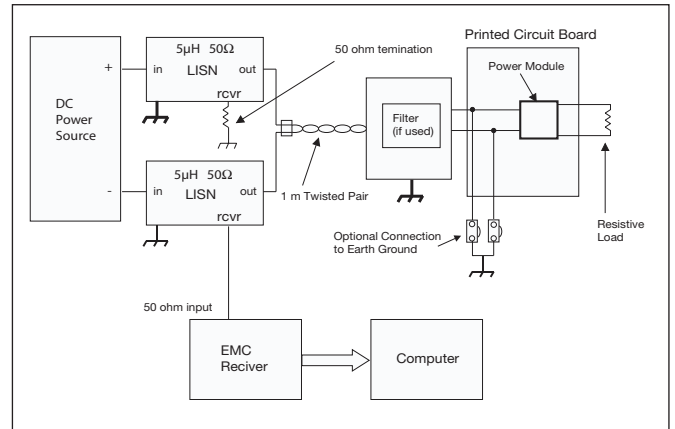 Printed Circuit Board
5µH 50Ω
50 ohm temination
+
in
LISN
out
Power Module
rcvr
DC
Power
Source
Filter
(if used)
5µH 50Ω
-
in
LISN
out
1 m Twisted Pair
rcvr
Optional Connection
to Earth Ground
Resistive
Load
50 ohm input
EMC
Reciver
Computer